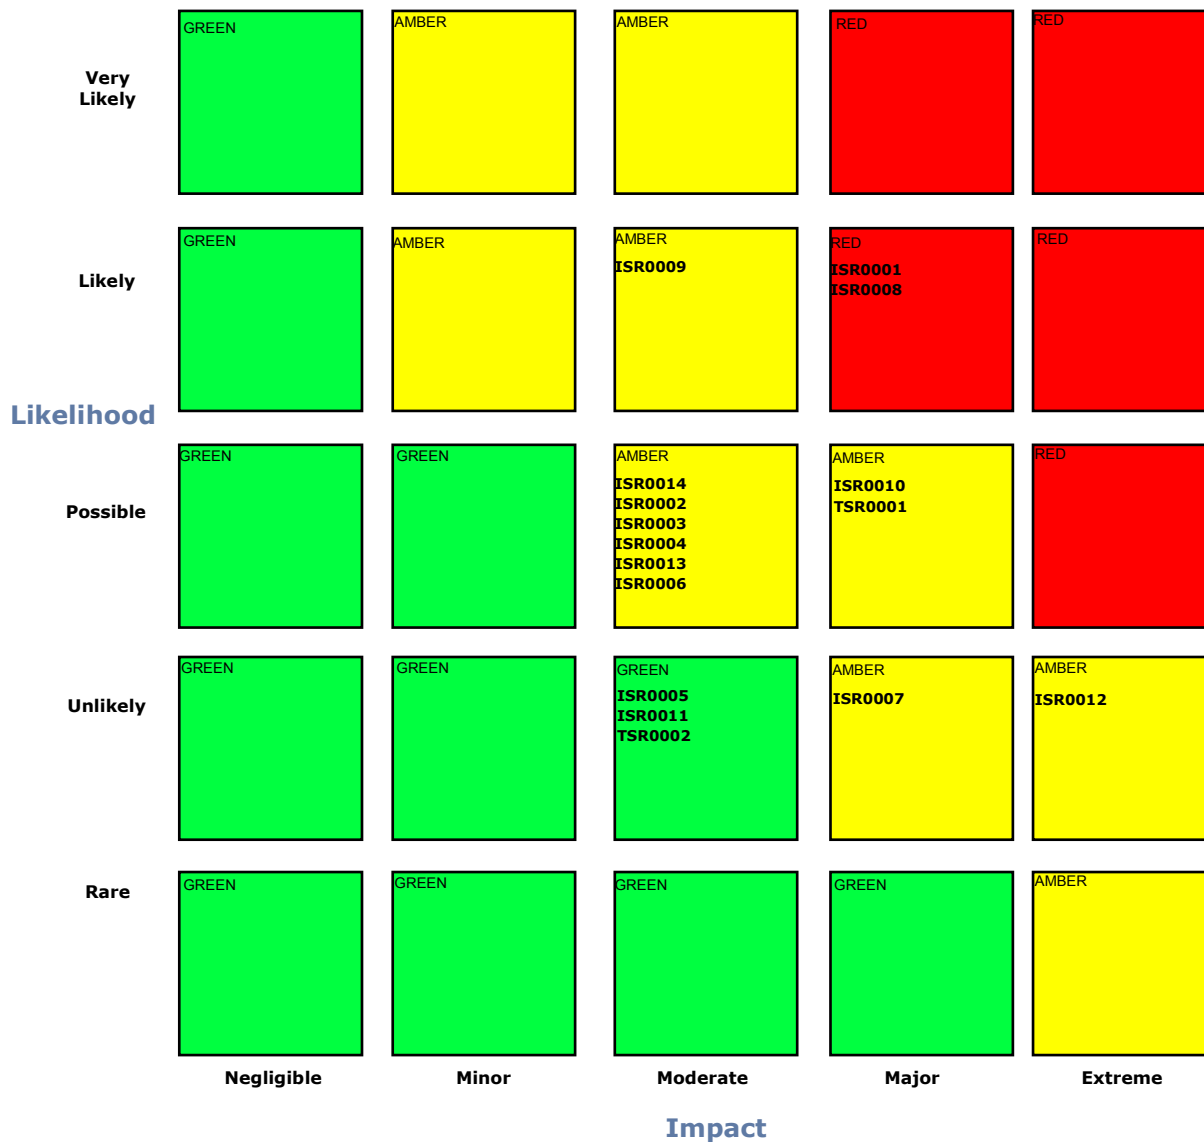 GREEN
AMBER
AMBER
RED
RED
Very
Likely
GREEN
AMBER
AMBER
ISR0009
RED
ISR0001
ISR0008
RED
Likely
Likelihood
GREEN
GREEN
AMBER
ISR0014
ISR0002
ISR0003
ISR0004
ISR0013
ISR0006
AMBER
ISR0010
TSR0001
RED
Possible
GREEN
GREEN
GREEN
ISR0005
ISR0011
TSR0002
AMBER
ISR0007
AMBER
ISR0012
Unlikely
GREEN
GREEN
GREEN
GREEN
AMBER
Rare
Negligible
Minor
Moderate
Major
Extreme
Impact